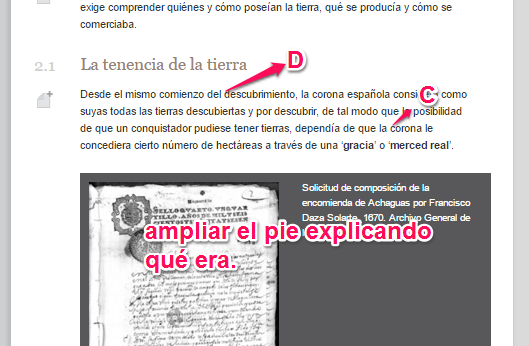 exige comprender quiénes y cómo poseían la tierra, qué se producía y cómo se
comerciaba.
2.1 La tenencia de la tierra
D
Desde el mismo comienzo del descubrimiento, la corona española como
C
suyas todas las tierras descubiertas y por descubrir, de tal modo que posibilidad
de que un conquistador pudiese tener tierras, dependía de que la corona le
concediera cierto número de hectáreas a través de una ‘gracia’ o ‘merced real’.
Solicitud de composición de la
encomienda de Achaguas por Francisco
Daza Solarte, 1670. Archivo General de
ampliar el pie explicando
qué era.